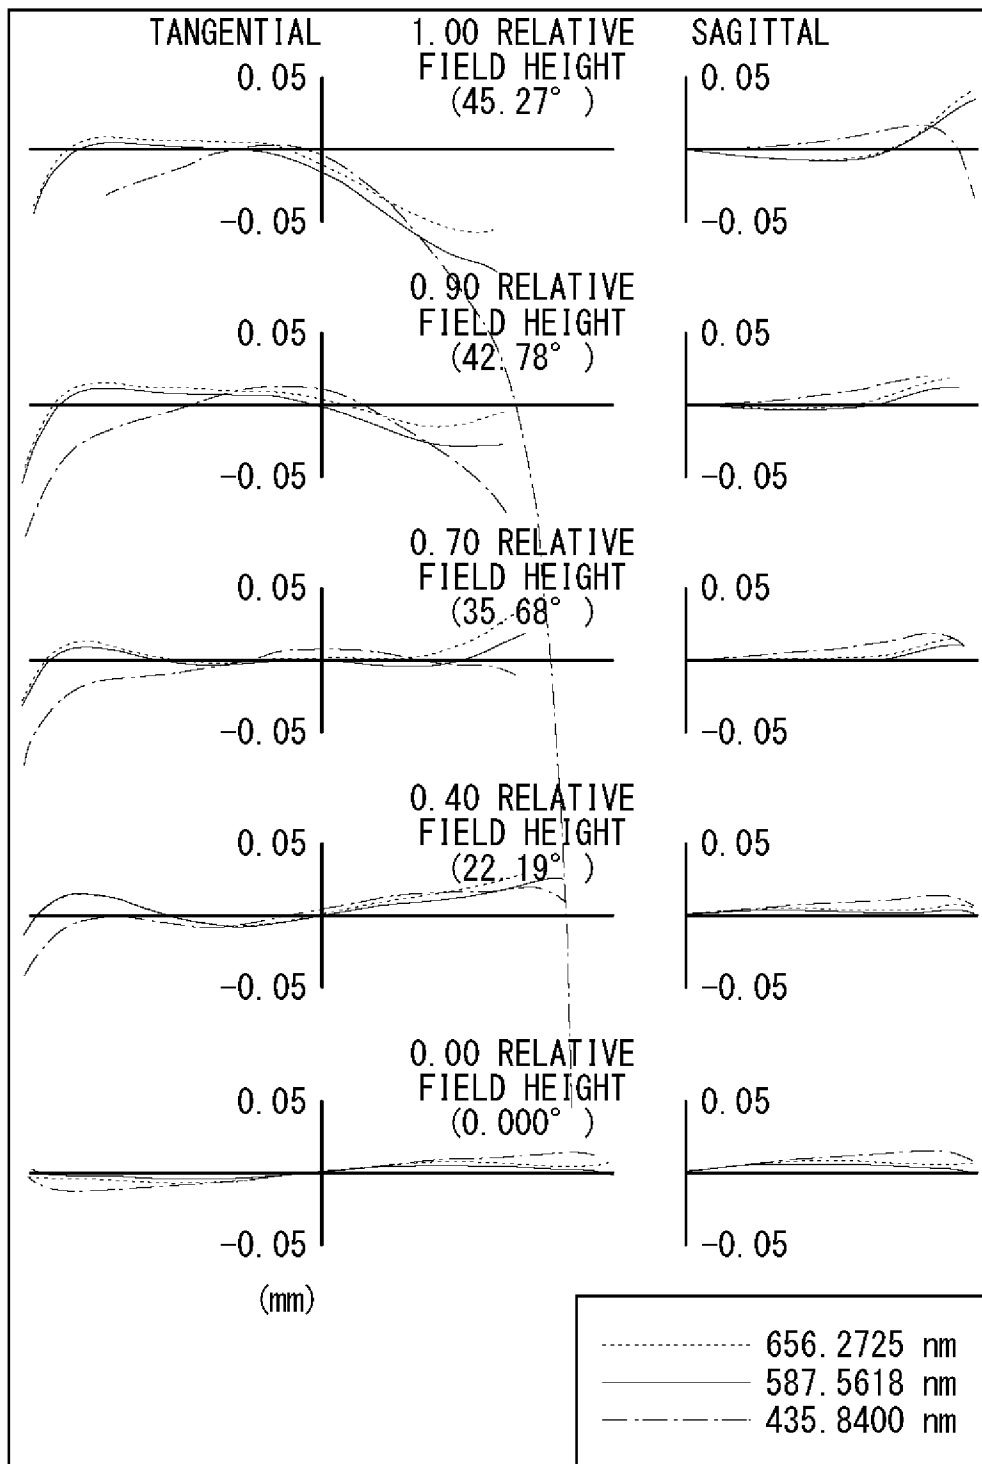 TANGENTIAL 1.00 RELATIVE SAGITTAL
FIELD HEIGHT
0.05 (45.27° ) 0.05
-0.05 -0.05
0.90 RELATIVE
FIELD HEIGHT
0.05 (42.78° ) 0.05
-0.05 -0.05
0.70 RELATIVE
FIELD HEIGHT
0.05 (35.68° ) 0.05
-0.05 -0.05
0.40 RELATIVE
FIELD HEIGHT
0.05 (22.19° ) 0.05
-0.05 -0.05
0.00 RELATIVE
FIELD HEIGHT
0.05 (0.000° ) 0.05
-0.05 -0.05
(mm)
656.2725 nm
587.5618 nm
435.8400 nm